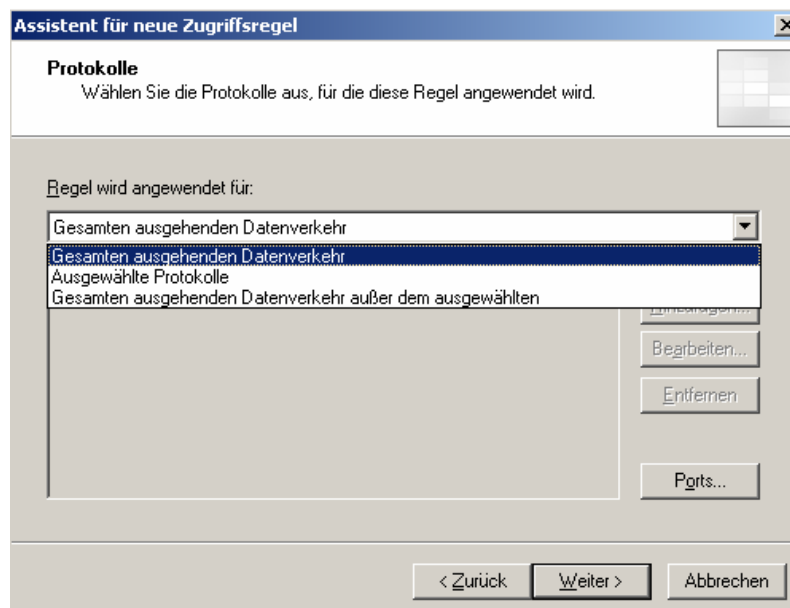 Assistent für neue Zugriffsregel
Protokolle
Wählen Sie die Protokolle aus, für die diese Regel angewendet wird.
Regel wird angewendet für:
Gesamten ausgehenden Datenverkehr
Gesamten ausgehenden Datenverkehr
Ausgewählte Protokolle
Gesamten ausgehenden Datenverkehr außer dem ausgewählten
Bearbeiten...
Entfernen
Ports...
< Zurück
Weiter >
Abbrechen